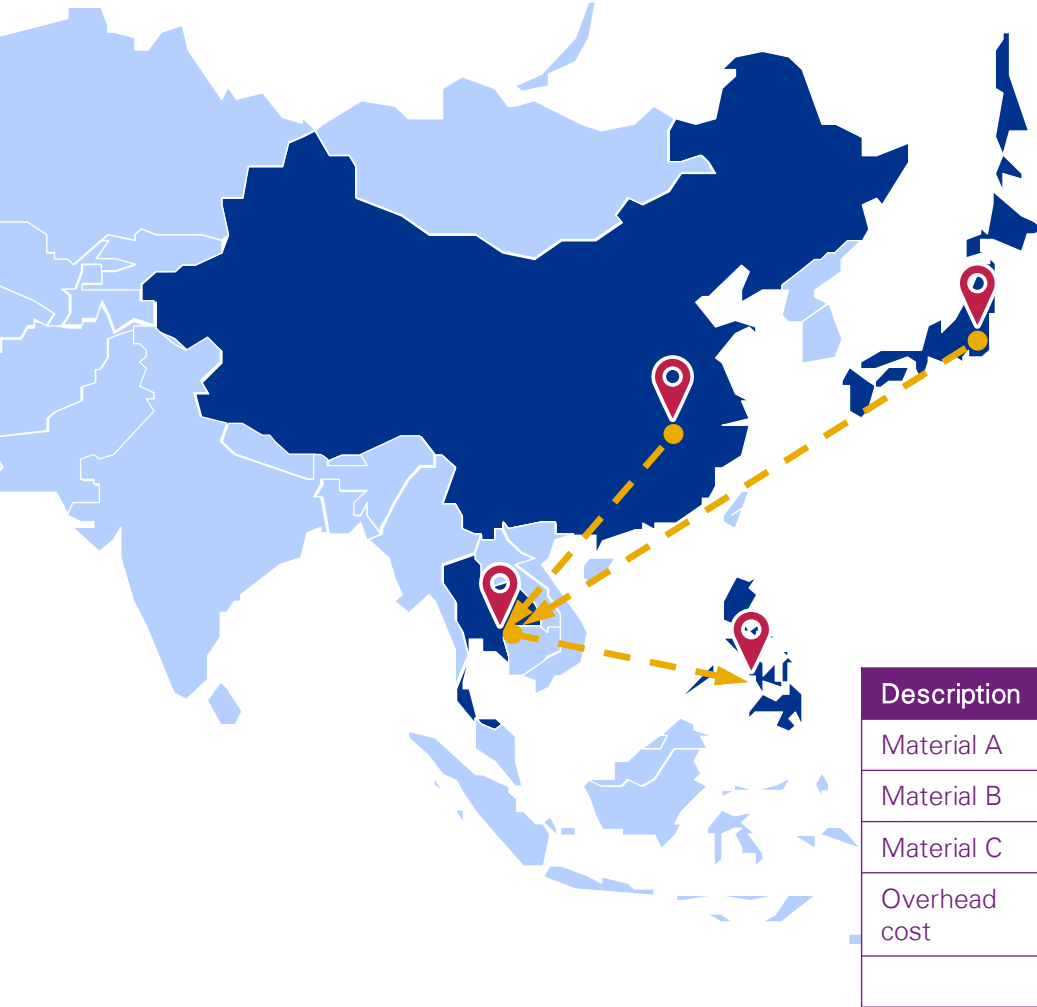 Description
Material A
Material B
Material C
Overhead
cost